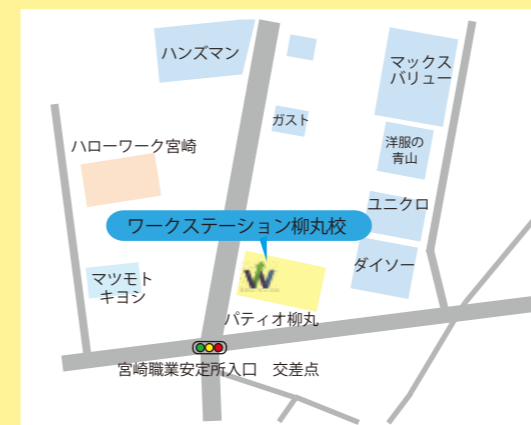 ハンズマン
マックス
バリュー
ガスト
洋服の
青山
ハローワーク宮崎
ユニクロ
ワークステーション柳丸校
ダイソー
マツモト
キヨシ
W
パティオ柳丸
宮崎職業安定所入口　交差点